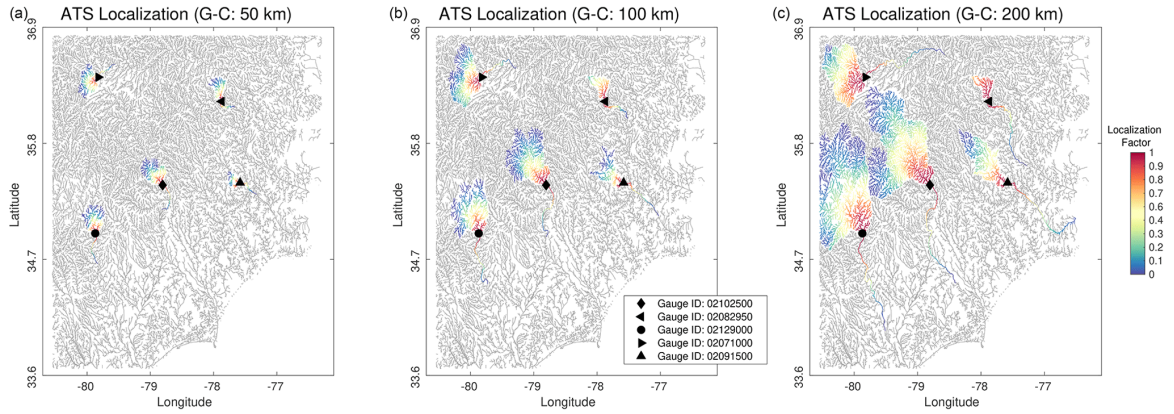 (a) ATS Localization (G-C: 50 km)
36.9
35.8
34.7
33.6
Latitude
-80 -79 -78 -77
Longitude
(b) ATS Localization (G-C: 100 km)
36.9
35.8
34.7
33.6
Latitude
-80 -79 -78 -77
Longitude
Gauge ID: 02102500
Gauge ID: 02082950
Gauge ID: 02129000
Gauge ID: 02071000
Gauge ID: 02091500
(c) ATS Localization (G-C: 200 km)
36.9
35.8
34.7
33.6
Latitude
-80 -79 -78 -77
Longitude
Localization
Factor
1
0.9
0.8
0.7
0.6
0.5
0.4
0.3
0.2
0.1
0